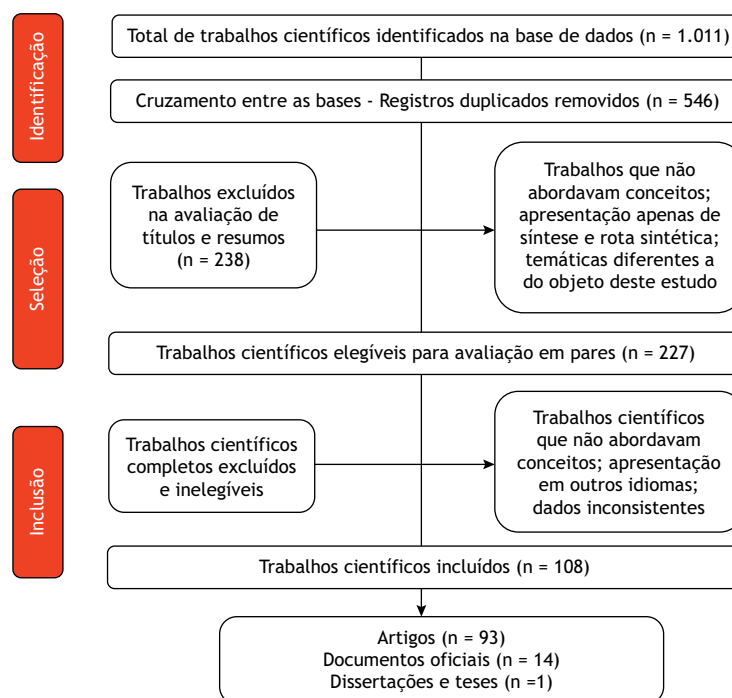 Identificação
Total de trabalhos científicos identificados na base de dados (n = 1.011)
Cruzamento entre as bases - Registros duplicados removidos (n = 546)
Seleção
Trabalhos excluídos
na avaliação de
títulos e resumos
(n = 238)
Trabalhos que não
abordavam conceitos;
apresentação apenas de
síntese e rota sintética;
temáticas diferentes a
do objeto deste estudo
Trabalhos científicos elegíveis para avaliação em pares (n = 227)
Inclusão
Trabalhos científicos
completos excluídos
e inelegíveis
Trabalhos científicos
que não abordavam
conceitos; apresentação
em outros idiomas;
dados inconsistentes
Trabalhos científicos incluídos (n = 108)
Artigos (n = 93)
Documentos oficiais (n = 14)
Dissertações e teses (n =1)